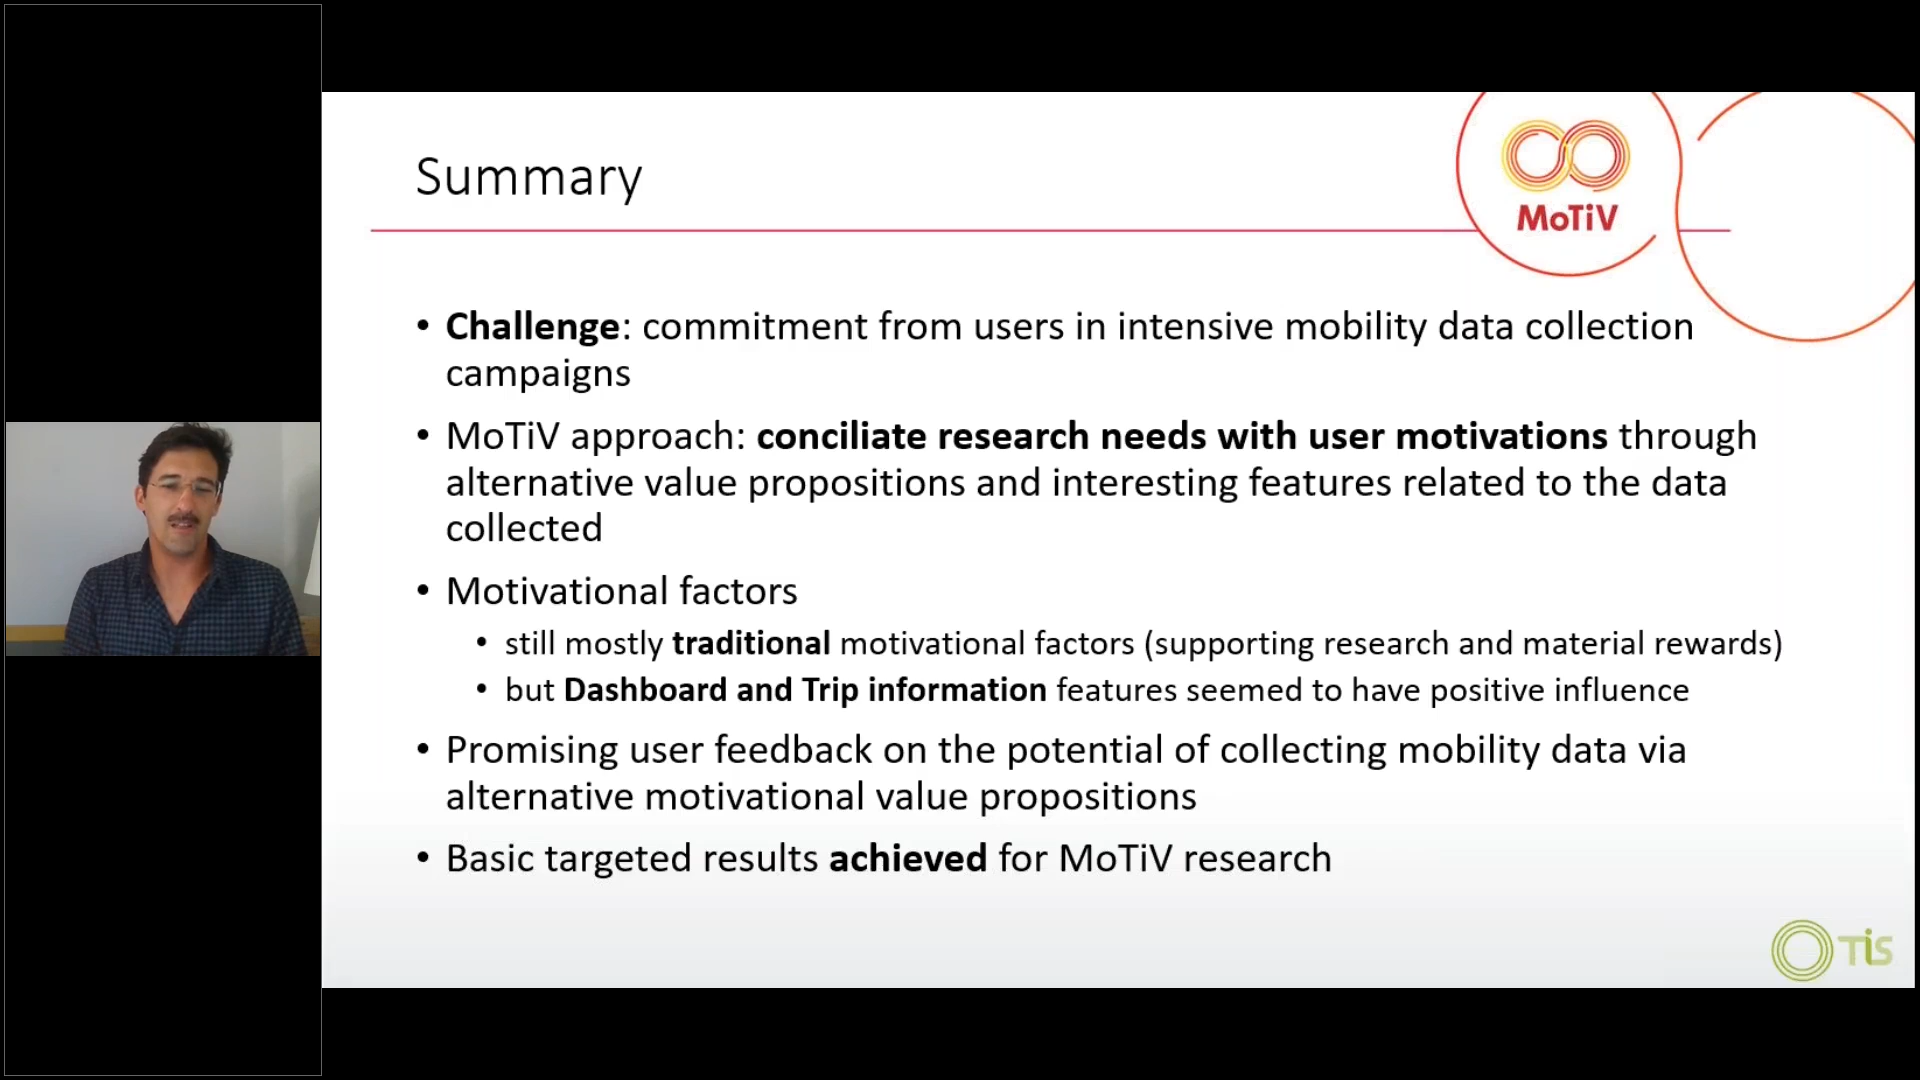 Summary
MoTiV
• Challenge: commitment from users in intensive mobility data collection
campaigns
• MoTiV approach: conciliate research needs with user motivations through
alternative value propositions and interesting features related to the data
collected
• Motivational factors
• still mostly traditional motivational factors (supporting research and material rewards)
• but Dashboard and Trip information features seemed to have positive influence
• Promising user feedback on the potential of collecting mobility data via
alternative motivational value propositions
• Basic targeted results achieved for MoTiV research
TiS